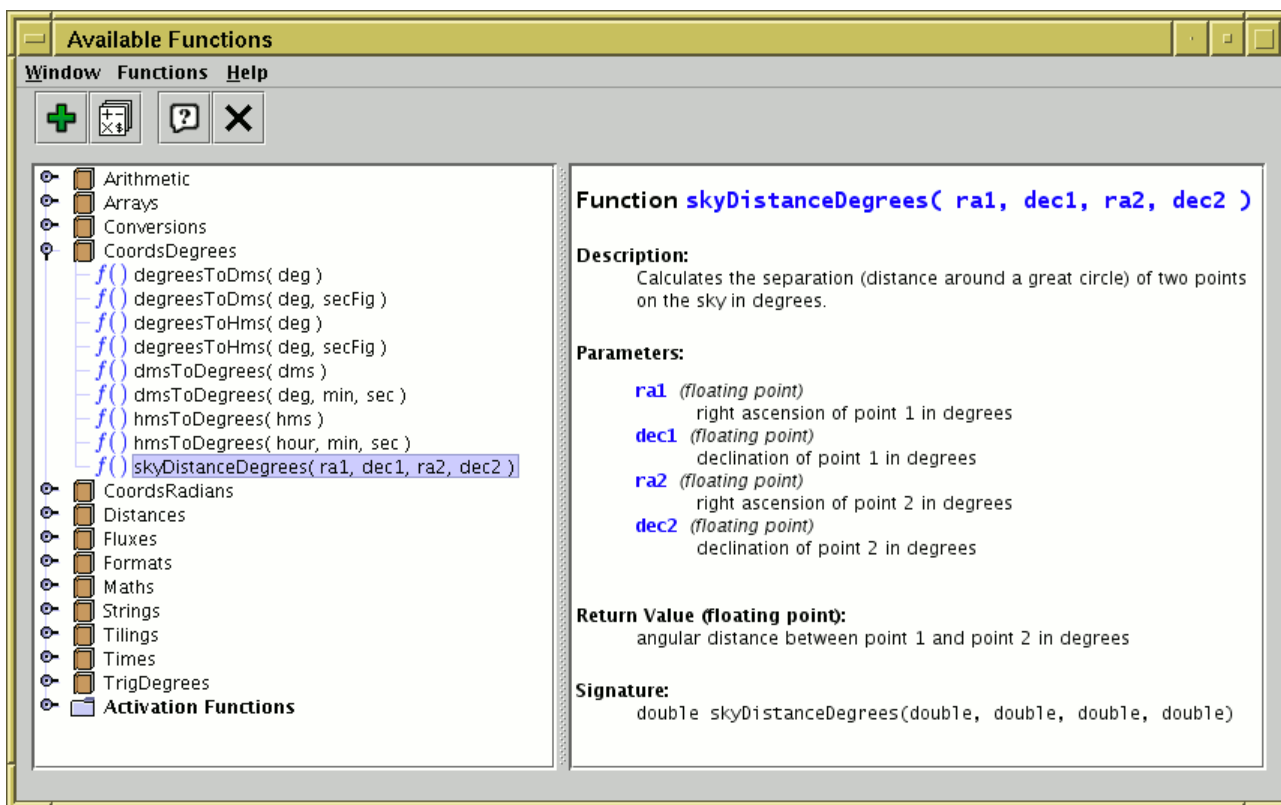 Available Functions
Window Functions Help
Arithmetic
Arrays
Conversions
CoordsDegrees
f() degreesToDms( deg )
f() degreesToDms( deg, secFig )
f() degreesToHms( deg )
f() degreesToHms( deg, secFig )
f() dmsToDegrees( dms )
f() dmsToDegrees( deg, min, sec )
f() hmsToDegrees( hms )
f() hmsToDegrees( hour, min, sec )
f() skyDistanceDegrees( ra1, dec1, ra2, dec2 )
CoordsRadians
Distances
Fluxes
Formats
Maths
Strings
Tilings
Times
TrigDegrees
Activation Functions
Function skyDistanceDegrees( ra1, dec1, ra2, dec2 )
Description:
Calculates the separation (distance around a great circle) of two points
on the sky in degrees.
Parameters:
ra1 (floating point)
right ascension of point 1 in degrees
dec1 (floating point)
declination of point 1 in degrees
ra2 (floating point)
right ascension of point 2 in degrees
dec2 (floating point)
declination of point 2 in degrees
Return Value (floating point):
angular distance between point 1 and point 2 in degrees
Signature:
double skyDistanceDegrees(double, double, double, double)